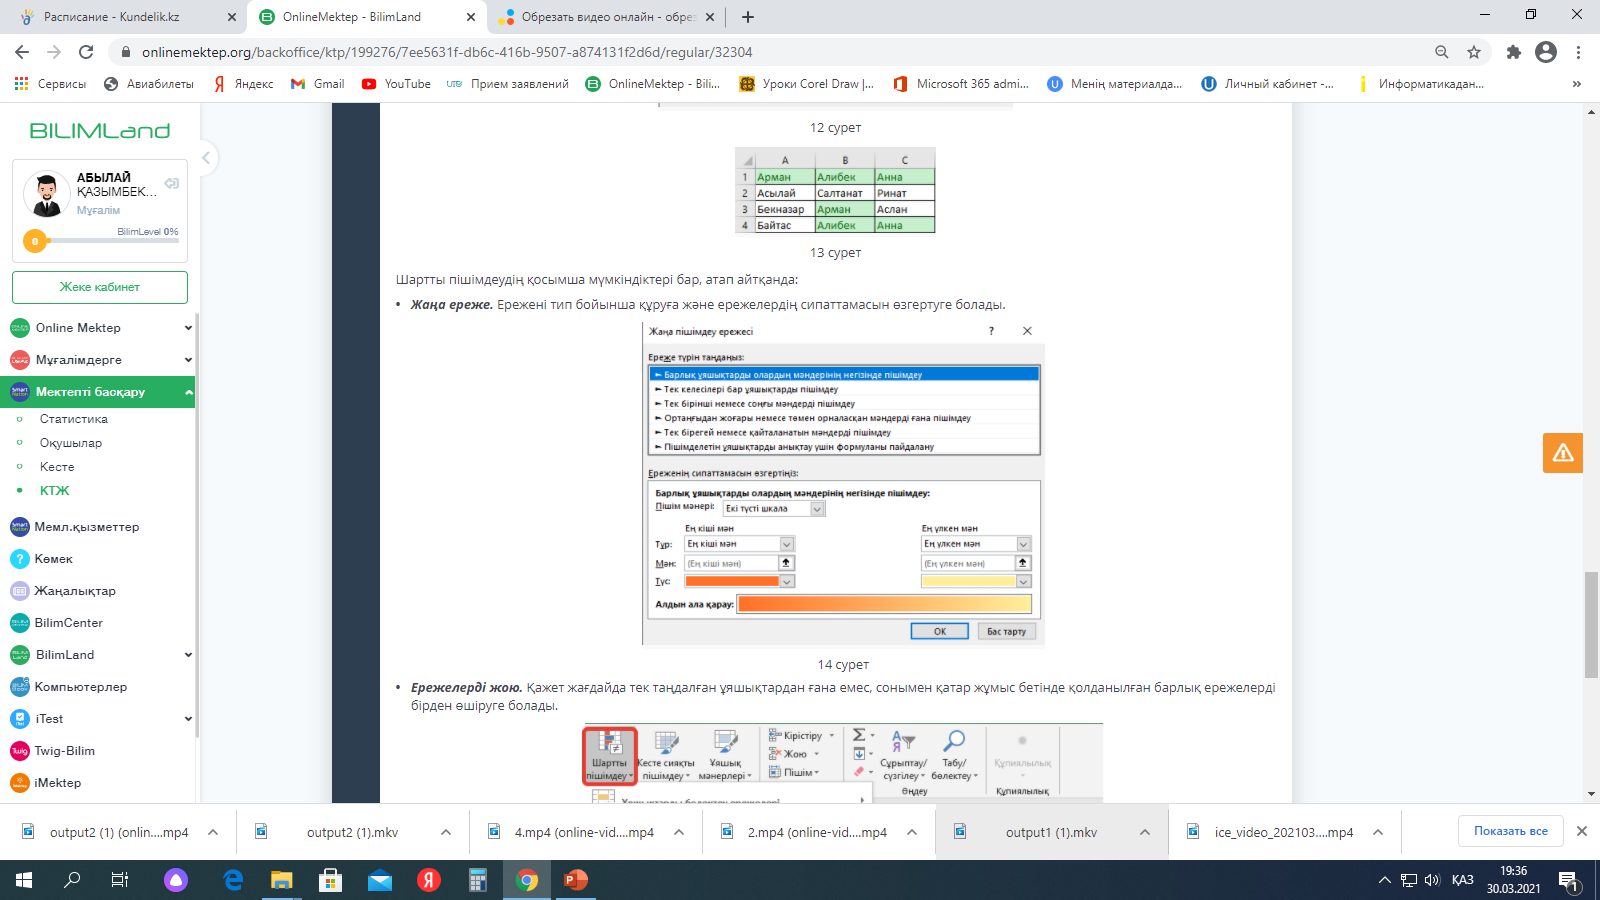 Расписание - Kundelik.kz
OnlineMektep - BilimLand
Обрезать видео онлайн - обрез
onlinemektep.org/backoffice/ktp/199276/7ee5631f-db6c-416b-9507-a874131f2d6d/regular/32304
Сервисы
Авиабилеты
Яндекс
Gmail
YouTube
Прием заявлений
OnlineMektep - Bili...
Уроки Corel Draw |...
Microsoft 365 admi...
Менің материалда...
Личный кабинет -...
Информатикадан...
»
BILIMLand
АБЫЛАЙ
ҚАЗЫМБЕК...
Мұғалім
BilimLevel 0%
0
Жеке кабинет
Online Mektep
Мұғалімдерге
Мектепті басқару
Статистика
Оқушылар
Кесте
КТЖ
Мемл.қызметтер
Көмек
Жаңалықтар
BilimCenter
BilimLand
Компьютерлер
iTest
Twig-Bilim
iMektep
12 сурет
A B C
1 Арман Алибек Анна
2 Асылай Салтанат Ринат
3 Бекназар Арман Аслан
4 Байтас Алибек Анна
13 сурет
Шартты пішімдеудің қосымша мүмкіндіктері бар, атап айтқанда:
• Жаңа ереже. Ережені тип бойынша құруға және ережелердің сипаттамасын өзгертуге болады.
Жаңа пішімдеу ережесі ?
Ереже түрін таңдаңыз:
► Барлық ұяшықтарды олардың мәндерінің негізінде пішімдеу
► Тек келесілері бар ұяшықтарды пішімдеу
► Тек бірінші немесе соңғы мәндерді пішімдеу
► Ортаңғыдан жоғары немесе төмен орналасқан мәндерді ғана пішімдеу
► Тек бірегей немесе қайталанатын мәндерді пішімдеу
► Пішімделетін ұяшықтарды анықтау үшін формуланы пайдалану
Ереженің сипаттамасын өзгертіңіз:
Барлық ұяшықтарды олардың мәндерінің негізінде пішімдеу:
Пішім мәнері: Екі түсті шкала
Ең кіші мән Ең үлкен мән
Түр: Ең кіші мән Ең үлкен мән
Мән: (Ең кіші мән) (Ең үлкен мән)
Түс:
Алдын ала қарау:
ОК Бас тарту
14 сурет
• Ережелерді жою. Қажет жағдайда тек таңдалған ұяшықтардан ғана емес, сонымен қатар жұмыс бетінде қолданылған барлық ережелерді
бірден өшіруге болады.
Шартты пішімдеу
Кесте сияқты пішімдеу
Ұяшық мәнерлері
Кірістіру
Жою
Пішім
Сұрыптау/ сүзгілеу
Табу/ бөлектеу
Өңдеу
Құпиялылық
Құпиялылық
output2 (1) (onlin....mp4
output2 (1).mkv
4.mp4 (online-vid....mp4
2.mp4 (online-vid....mp4
output1 (1).mkv
ice_video_202103....mp4
Показать все
ҚАЗ
19:36
30.03.2021
1